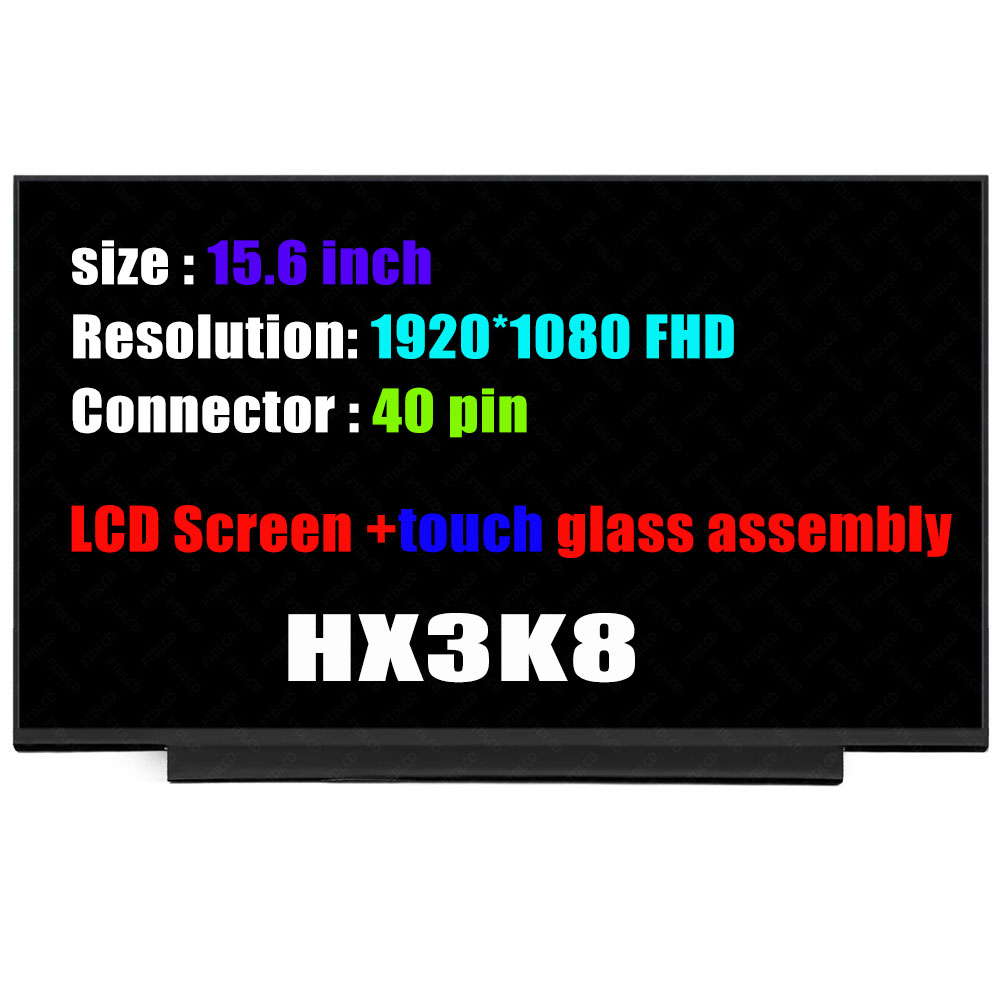 size : 15.6 inch
Resolution: 1920*1080 FHD
Connector : 40 pin
LCD Screen +touch glass assembly
HX3K8